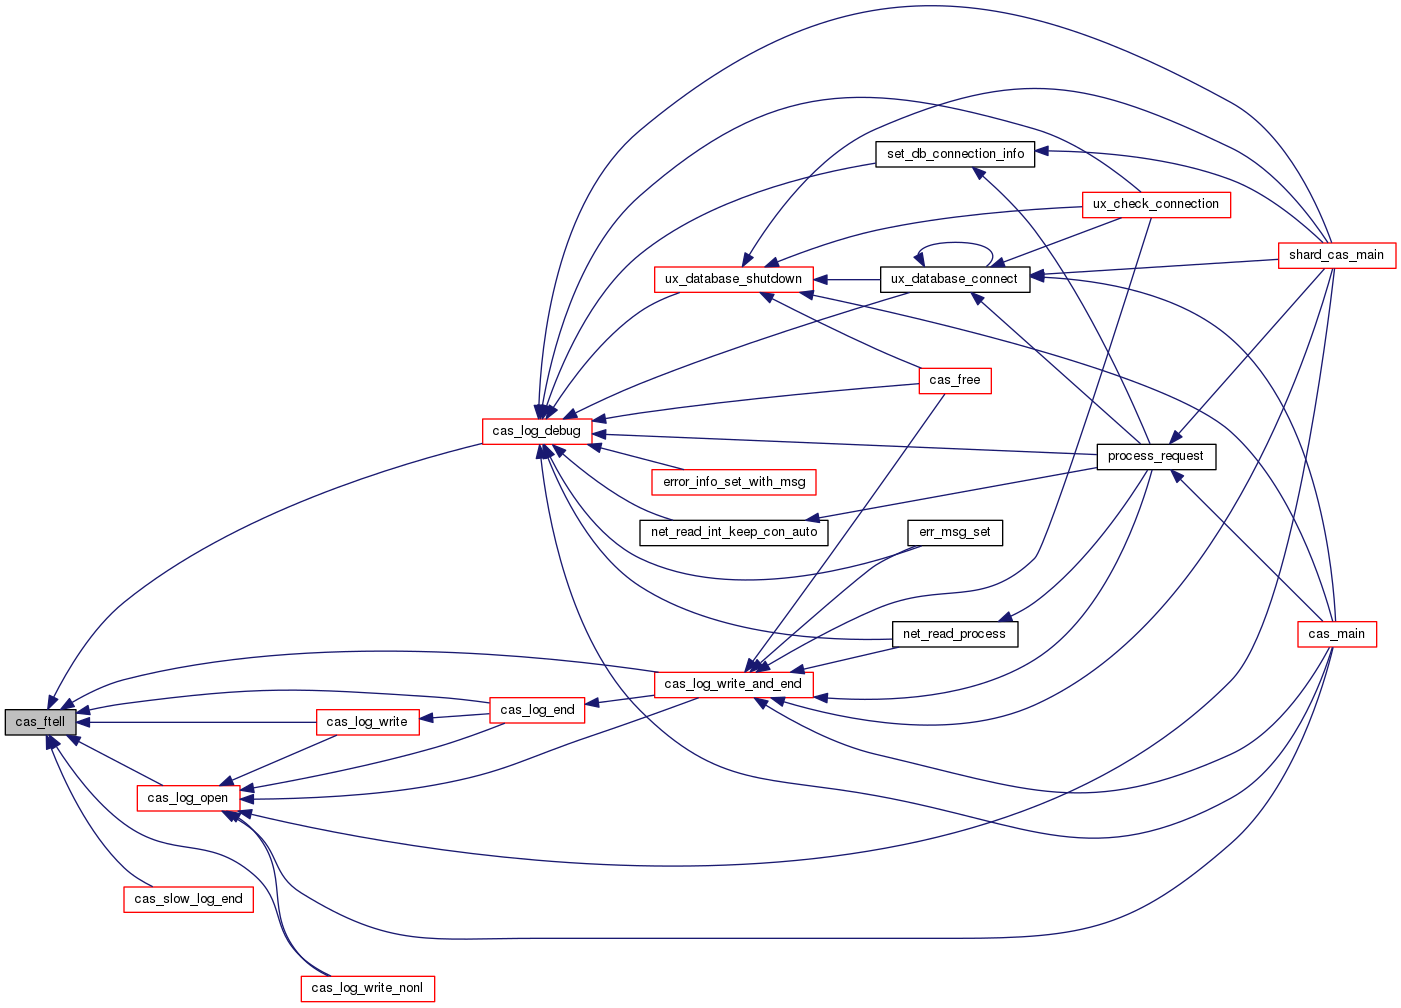 set_db_connection_info
ux_check_connection
shard_cas_main
ux_database_shutdown
ux_database_connect
cas_free
cas_log_debug
process_request
error_info_set_with_msg
net_read_int_keep_con_auto
err_msg_set
net_read_process
cas_main
cas_log_write_and_end
cas_log_end
cas_ftell
cas_log_write
cas_log_open
cas_slow_log_end
cas_log_write_nonl